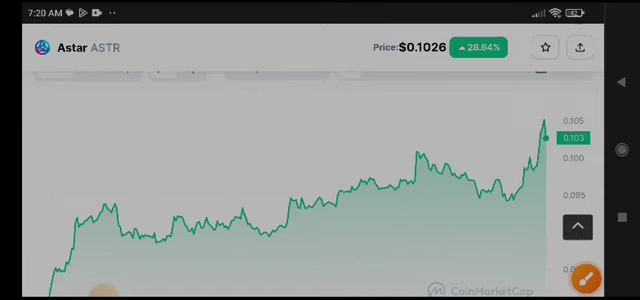 7:20 AM
42
Astar ASTR
Price:$0.1026 ▲ 28.64%
0.105
0.103
0.100
0.095
CoinMarketCap